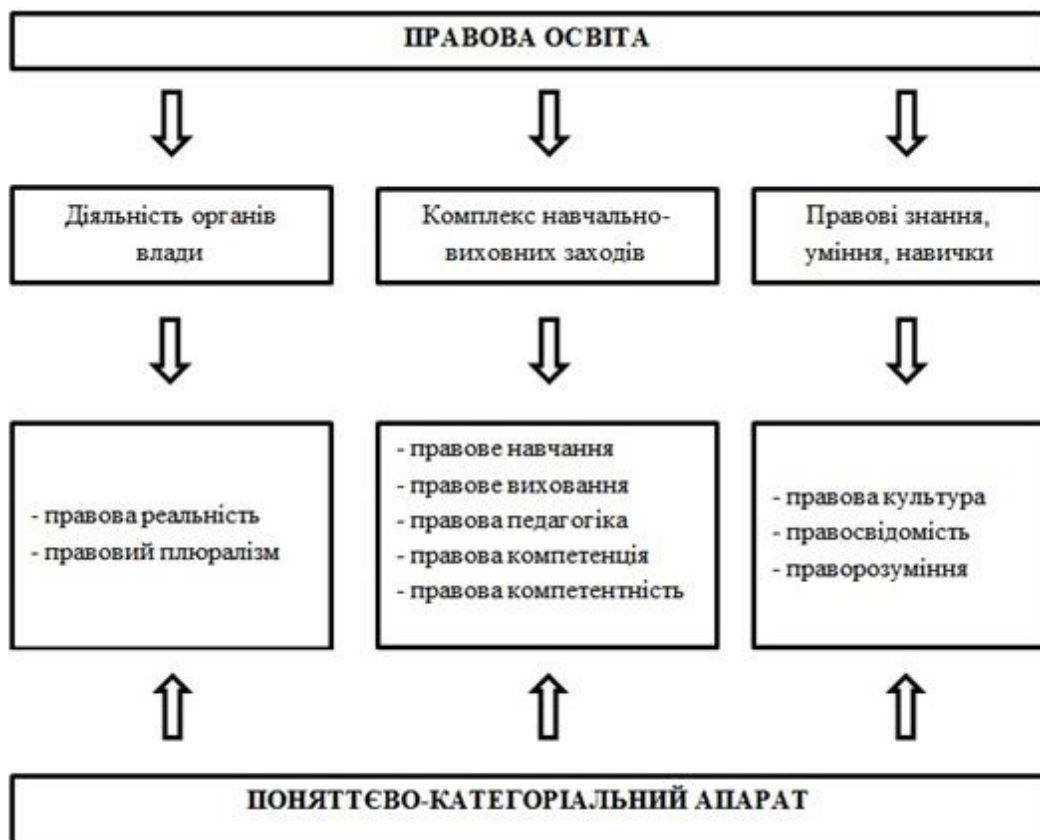 ПРАВОВА ОСВІТА
Діяльність органів
влади
Комплекс навчально-
виховних заходів
Правові знання,
уміння, навички
- правова реальність
- правовий плюралізм
- правове навчання
- правове виховання
- правова педагогіка
- правова компетенція
- правова компетентність
- правова культура
- правосвідомість
- праворозуміння
ПОНЯТТЄВО-КАТЕГОРІАЛЬНИЙ АПАРАТ